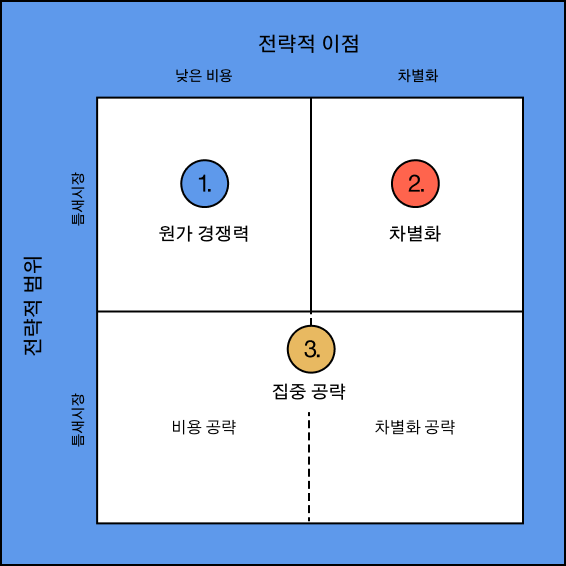 전략적 이점
낮은 비용
차별화
전략적 범위
틈새시장
1.
원가 경쟁력
2.
차별화
틈새시장
3.
집중 공략
비용 공략
차별화 공략